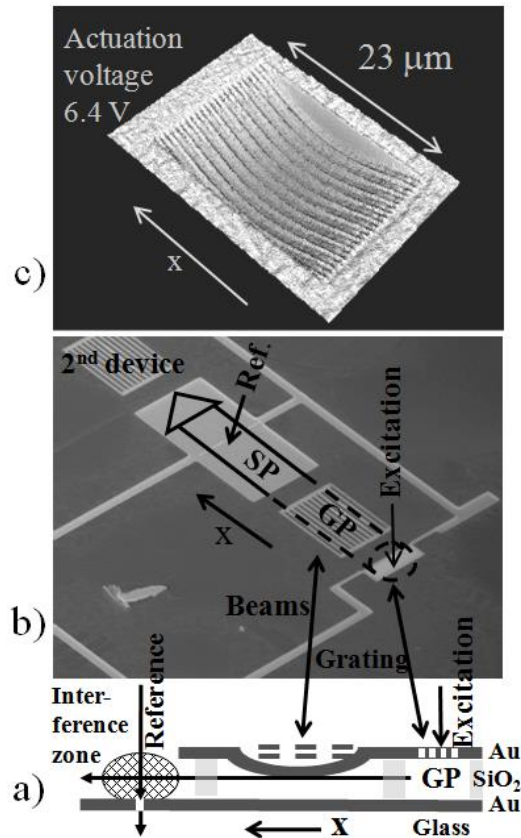 Actuation
voltage
6.4 V
23 μm
x
c)
2nd device
Ref.
Excitation
SP
GP
x
Beams
b)
Grating
Inter-
ference
zone
Reference
Excitation
Au
GP
SiO2
a)
Au
x
Glass